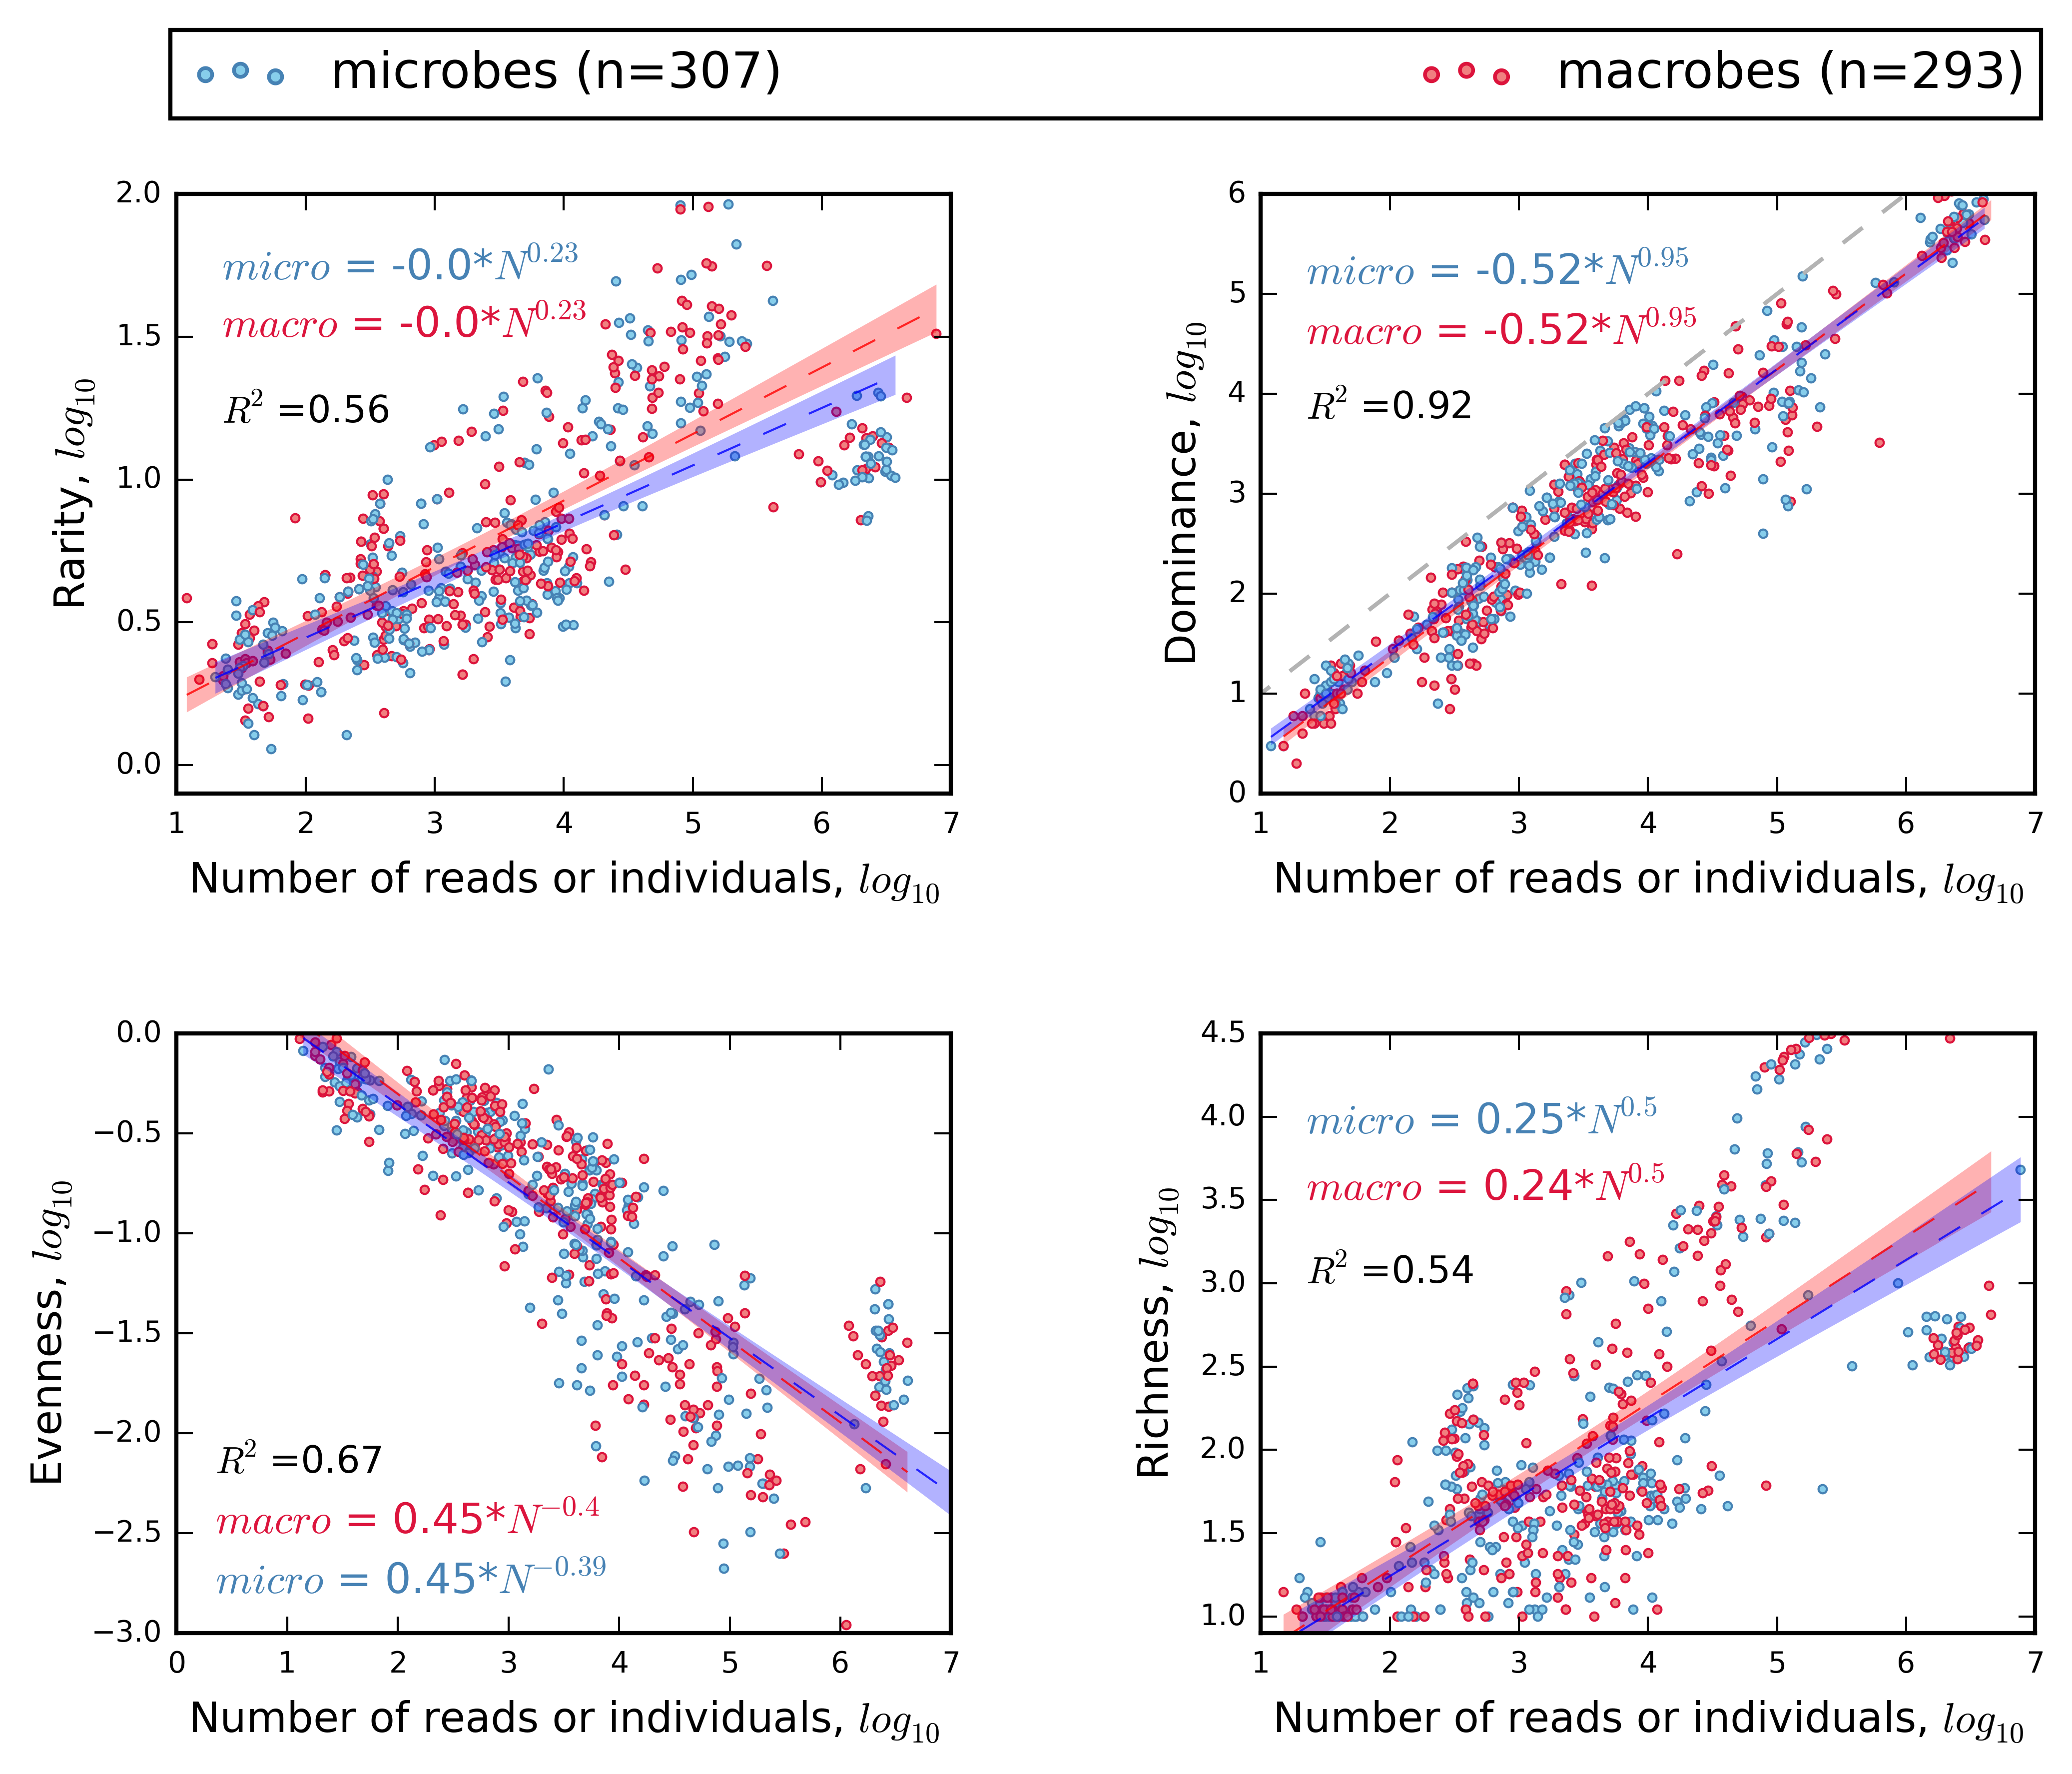 microbes (n=307) macrobes (n=293)
2.0
1.5
1.0
0.5
0.0
Rarity, log₁₀
micro = -0.0*N^0.23
macro = -0.0*N^0.23
R² =0.56
1 2 3 4 5 6 7
Number of reads or individuals, log₁₀
6
5
4
3
2
1
0
Dominance, log₁₀
micro = -0.52*N^0.95
macro = -0.52*N^0.95
R² =0.92
1 2 3 4 5 6 7
Number of reads or individuals, log₁₀
0.0
−0.5
−1.0
−1.5
−2.0
−2.5
−3.0
Evenness, log₁₀
R² =0.67
macro = 0.45*N^−0.4
micro = 0.45*N^−0.39
0 1 2 3 4 5 6 7
Number of reads or individuals, log₁₀
4.5
4.0
3.5
3.0
2.5
2.0
1.5
1.0
Richness, log₁₀
micro = 0.25*N^0.5
macro = 0.24*N^0.5
R² =0.54
1 2 3 4 5 6 7
Number of reads or individuals, log₁₀